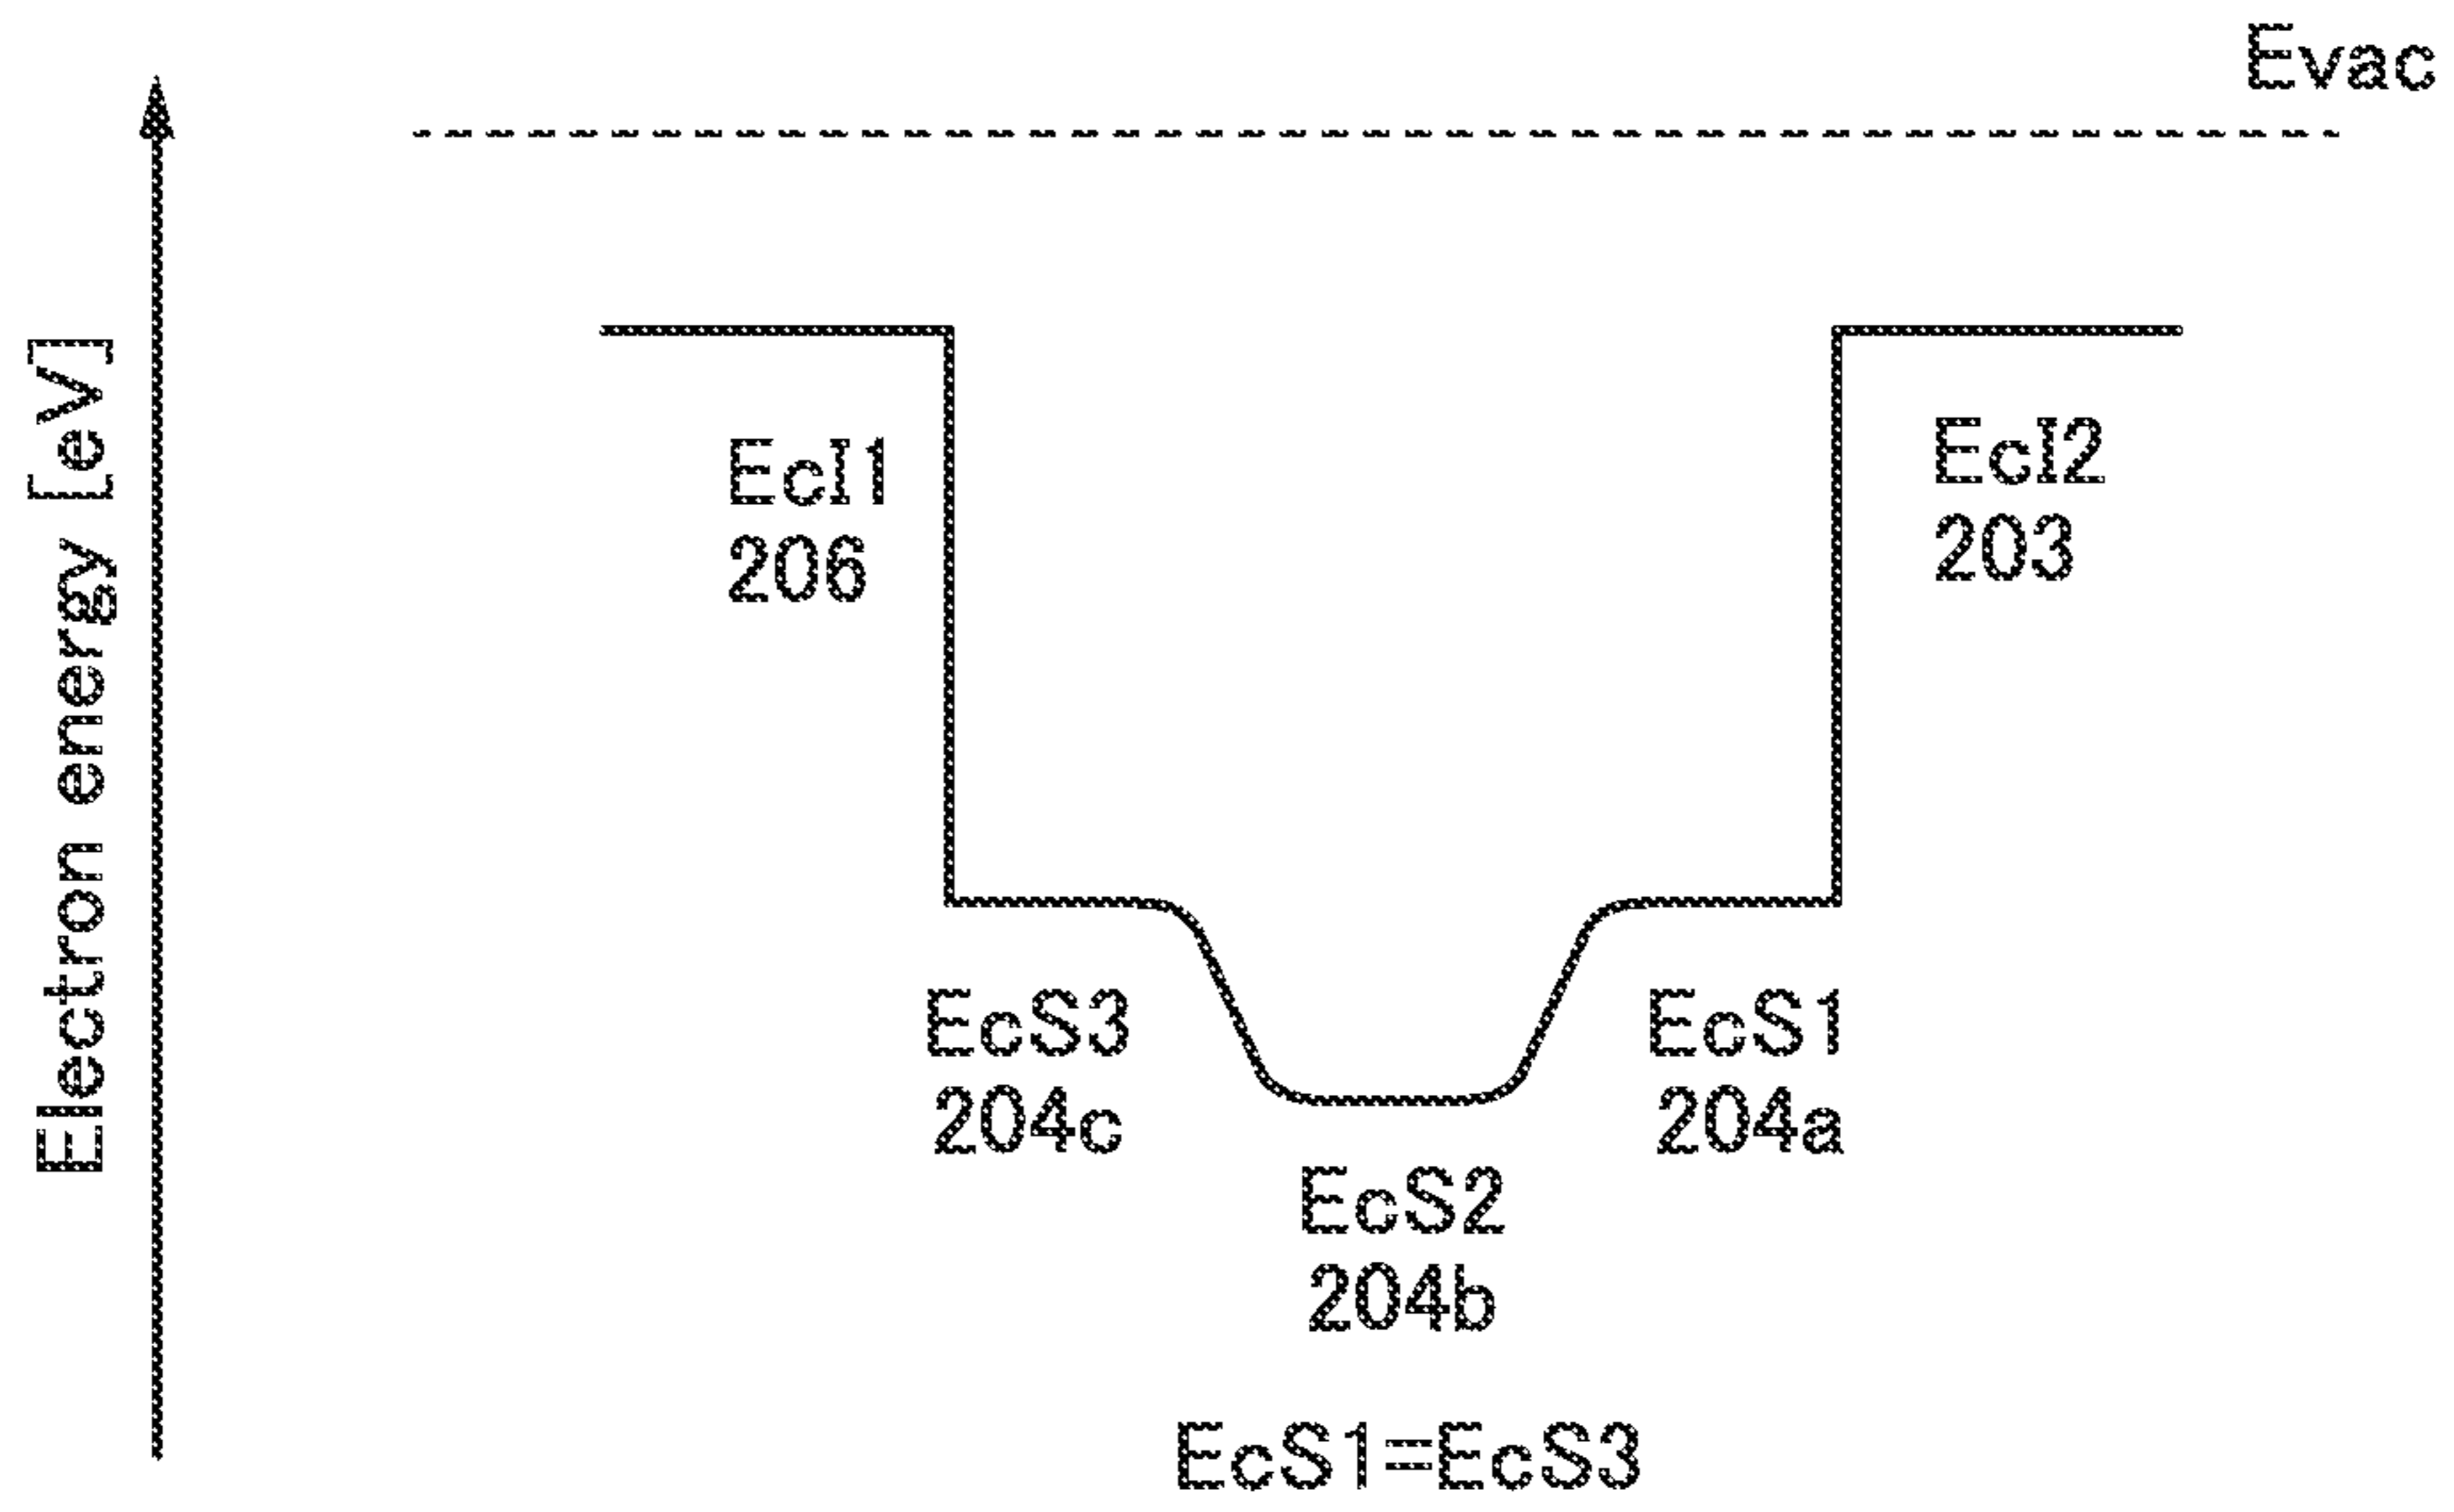 Evac
Electron energy [eV]
EcI1
206
EcI2
203
EcS3
204c
EcS1
204a
EcS2
204b
EcS1=EcS3